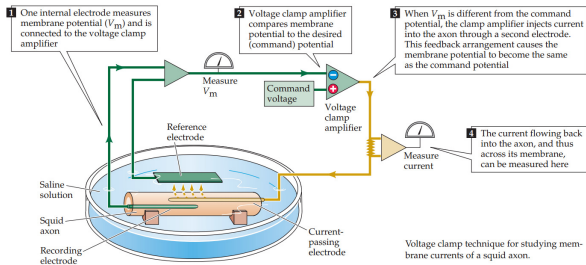 1 One internal electrode measures
membrane potential (Vm) and is
connected to the voltage clamp
amplifier
2 Voltage clamp amplifier
compares membrane
potential to the desired
(command) potential
3 When Vm is different from the command
potential, the clamp amplifier injects current
into the axon through a second electrode.
This feedback arrangement causes the
membrane potential to become the same
as the command potential
Measure
Vm
Command
voltage
−
+
Voltage
clamp
amplifier
4 The current flowing back
into the axon, and thus
across its membrane,
can be measured here
Measure
current
Reference
electrode
Saline
solution
Squid
axon
Recording
electrode
Current-
passing
electrode
Voltage clamp technique for studying mem-
brane currents of a squid axon.